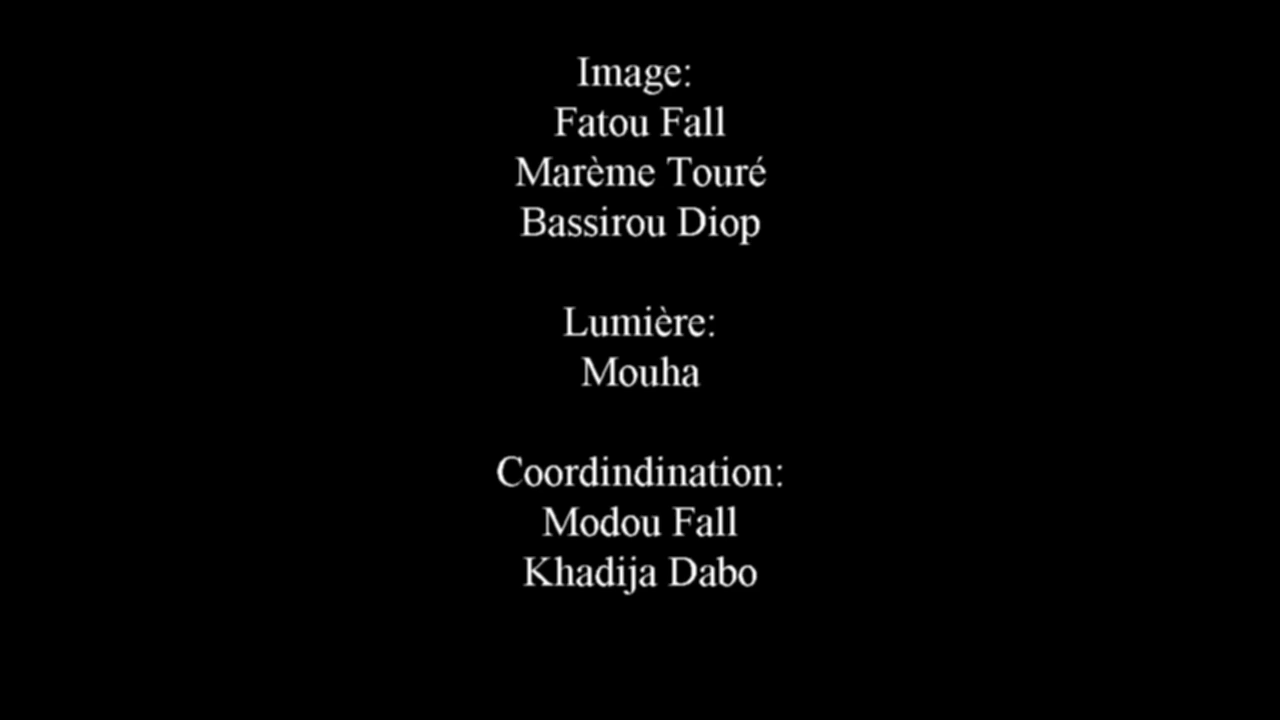 Image:
Fatou Fall
Marème Touré
Bassirou Diop
Lumière:
Mouha
Coordindination:
Modou Fall
Khadija Dabo